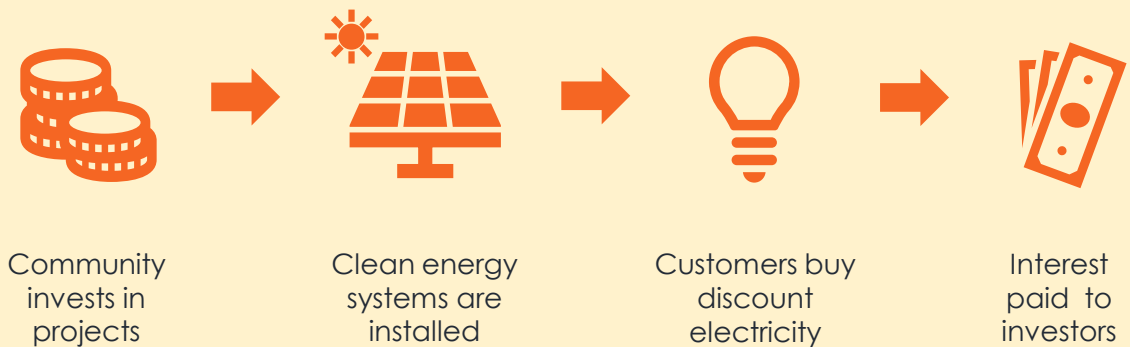 Community
invests in
projects
Clean energy
systems are
installed
Customers buy
discount
electricity
Interest
paid to
investors